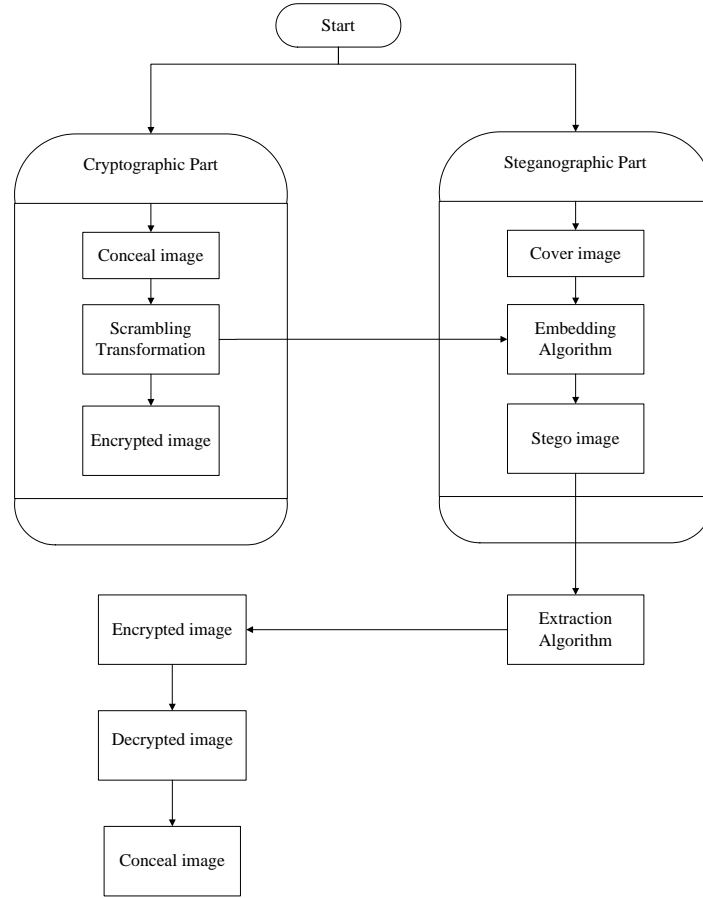 Start
Cryptographic Part
Conceal image
Scrambling
Transformation
Encrypted image
Steganographic Part
Cover image
Embedding
Algorithm
Stego image
Extraction
Algorithm
Encrypted image
Decrypted image
Conceal image